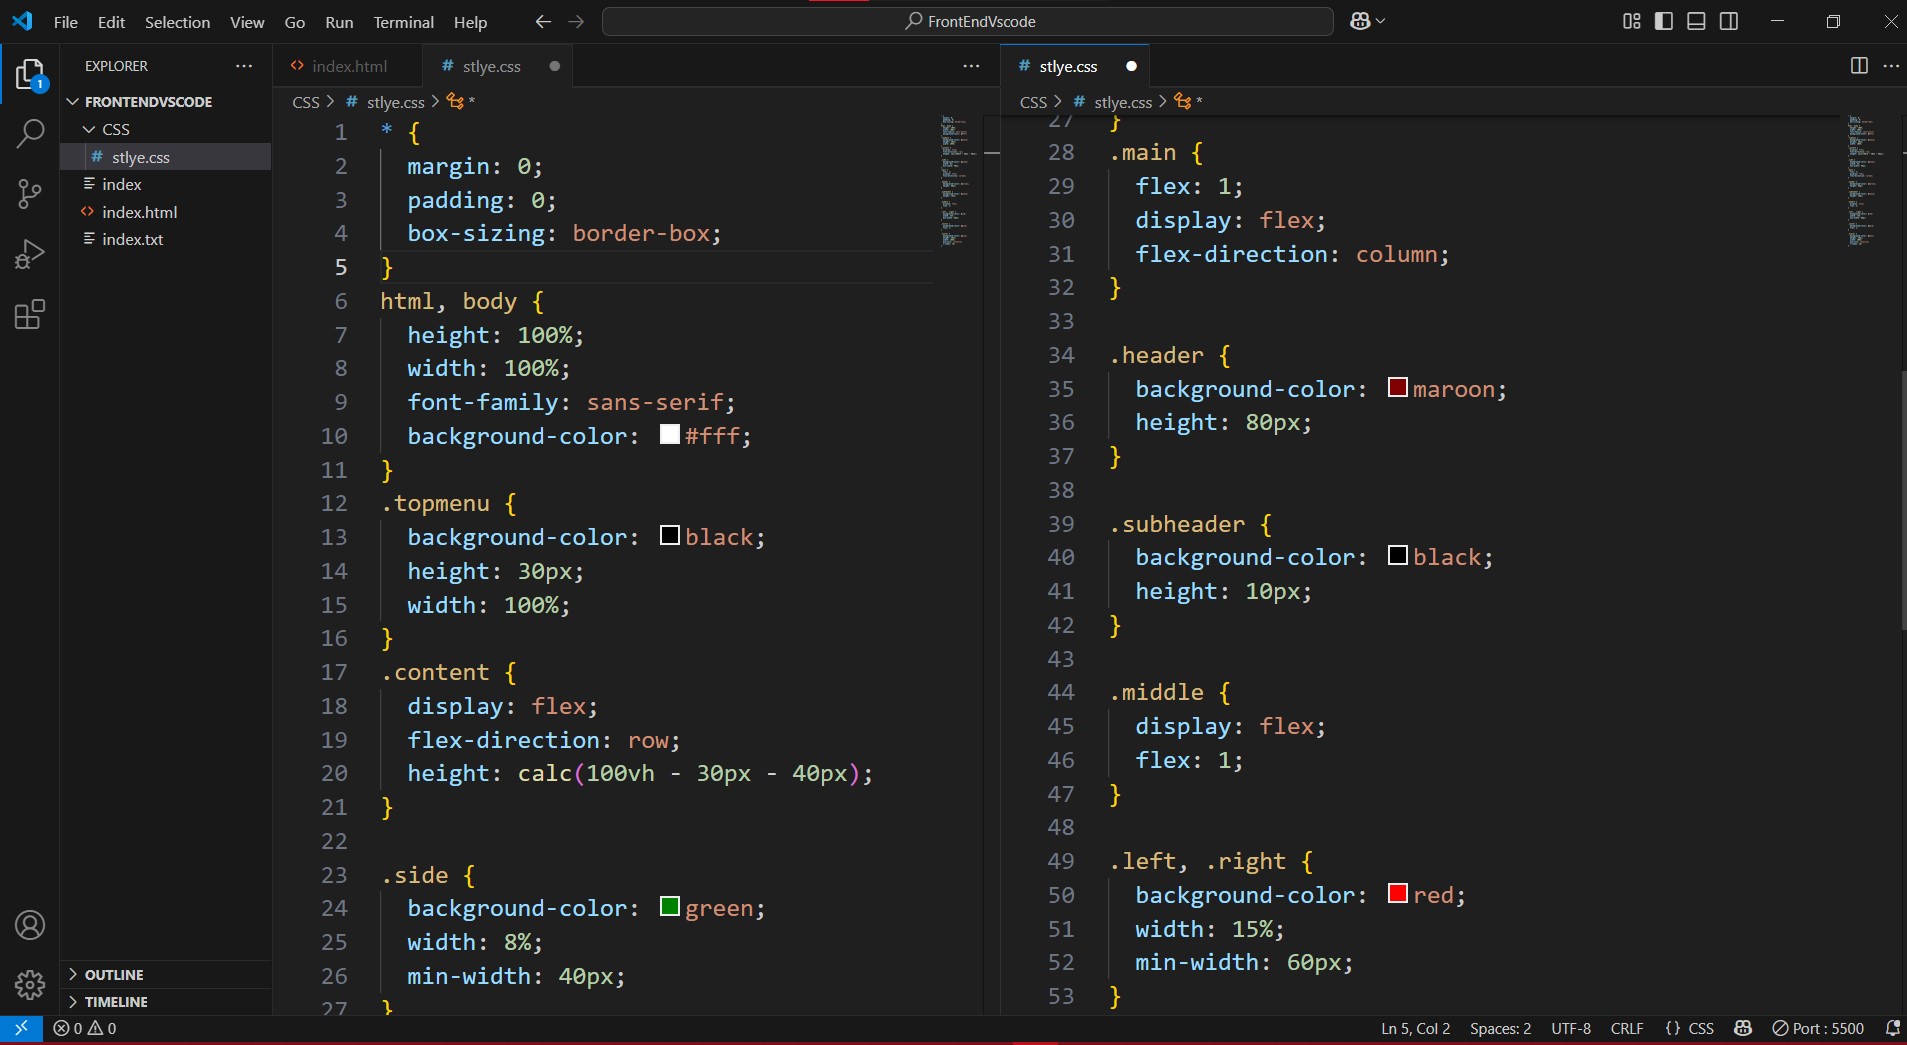 File Edit Selection View Go Run Terminal Help
FrontEndVscode
EXPLORER
FRONTENDVSCODE
CSS
# stlye.css
index
<> index.html
index.txt
OUTLINE
TIMELINE
1
<> index.html
# stlye.css
CSS > # stlye.css > *
1 * {
2 margin: 0;
3 padding: 0;
4 box-sizing: border-box;
5 }
6 html, body {
7 height: 100%;
8 width: 100%;
9 font-family: sans-serif;
10 background-color: #fff;
11 }
12 .topmenu {
13 background-color: black;
14 height: 30px;
15 width: 100%;
16 }
17 .content {
18 display: flex;
19 flex-direction: row;
20 height: calc(100vh - 30px - 40px);
21 }
22
23 .side {
24 background-color: green;
25 width: 8%;
26 min-width: 40px;
27 }
# stlye.css
CSS > # stlye.css > *
27 }
28 .main {
29 flex: 1;
30 display: flex;
31 flex-direction: column;
32 }
33
34 .header {
35 background-color: maroon;
36 height: 80px;
37 }
38
39 .subheader {
40 background-color: black;
41 height: 10px;
42 }
43
44 .middle {
45 display: flex;
46 flex: 1;
47 }
48
49 .left, .right {
50 background-color: red;
51 width: 15%;
52 min-width: 60px;
53 }
0 0
Ln 5, Col 2 Spaces: 2 UTF-8 CRLF {} CSS Port : 5500